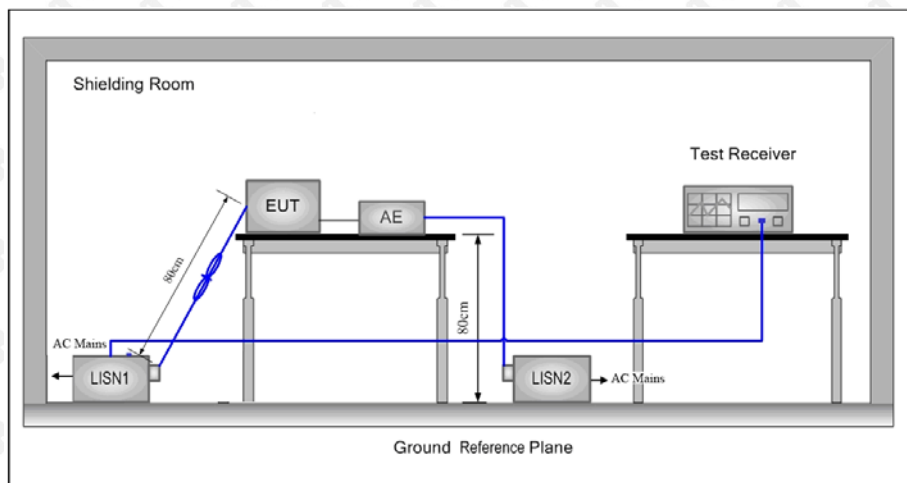 Shielding Room
Test Receiver
EUT
AE
80cm
80cm
AC Mains
LISN1
LISN2
AC Mains
Ground Reference Plane